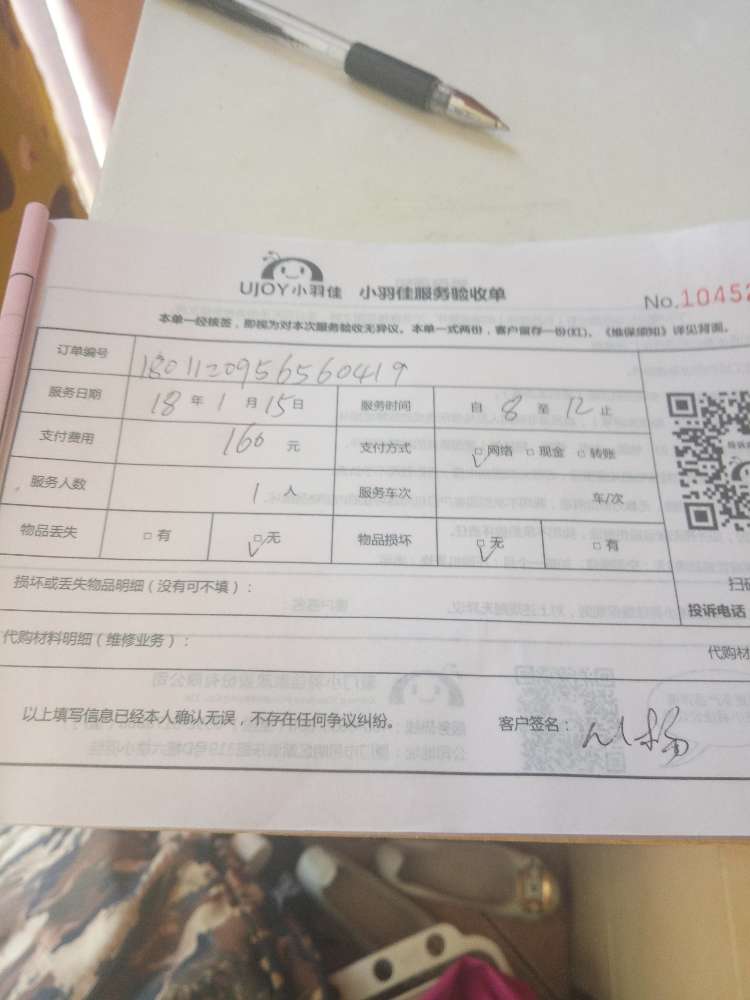 UJOY小羽佳 小羽佳服务验收单
No.10452
本单一经核签，即视为对本次服务验收无异议。本单一式两份，客户留存一份(红)。《维保须知》详见背面。
订单编号 180112095656560419
服务日期 18 年 1 月 15 日 服务时间 自 8 至 12 止
支付费用 160 元 支付方式 □网络 □现金 □转账
服务人数 1 人 服务车次 车/次
物品丢失 □有 □无 物品损坏 □无 □有
损坏或丢失物品明细（没有可不填）：
扫码
投诉电话
代购材料明细（维修业务）：
代购材
以上填写信息已经本人确认无误，不存在任何争议纠纷。 客户签名：